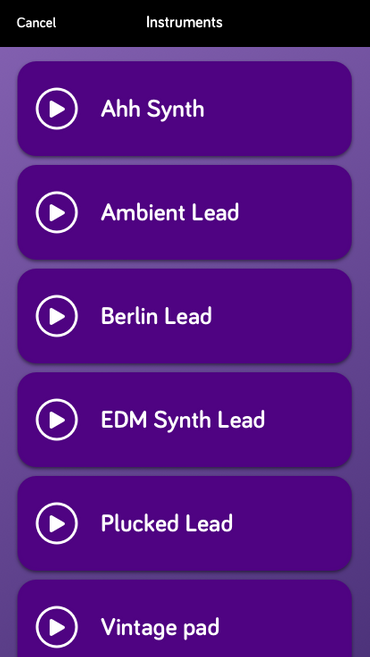 Cancel Instruments
Ahh Synth
Ambient Lead
Berlin Lead
EDM Synth Lead
Plucked Lead
Vintage pad